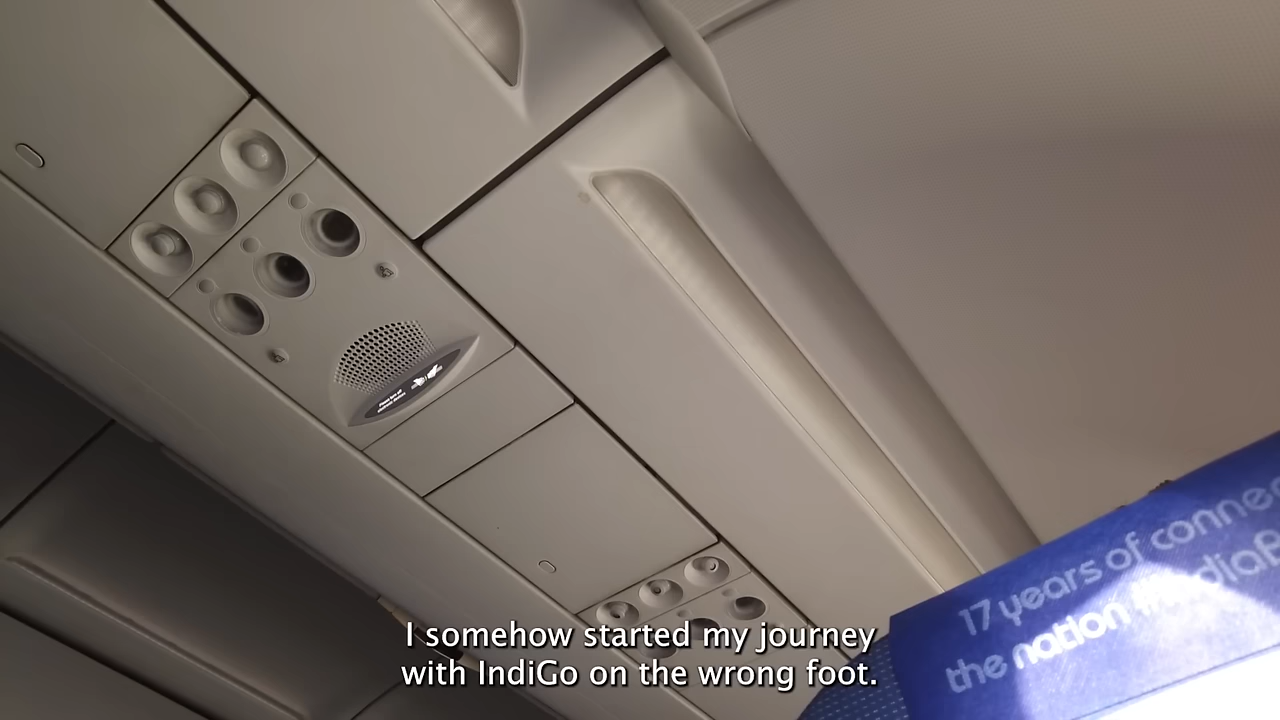 17 years of conne
the nation
I somehow started my journey
with IndiGo on the wrong foot.